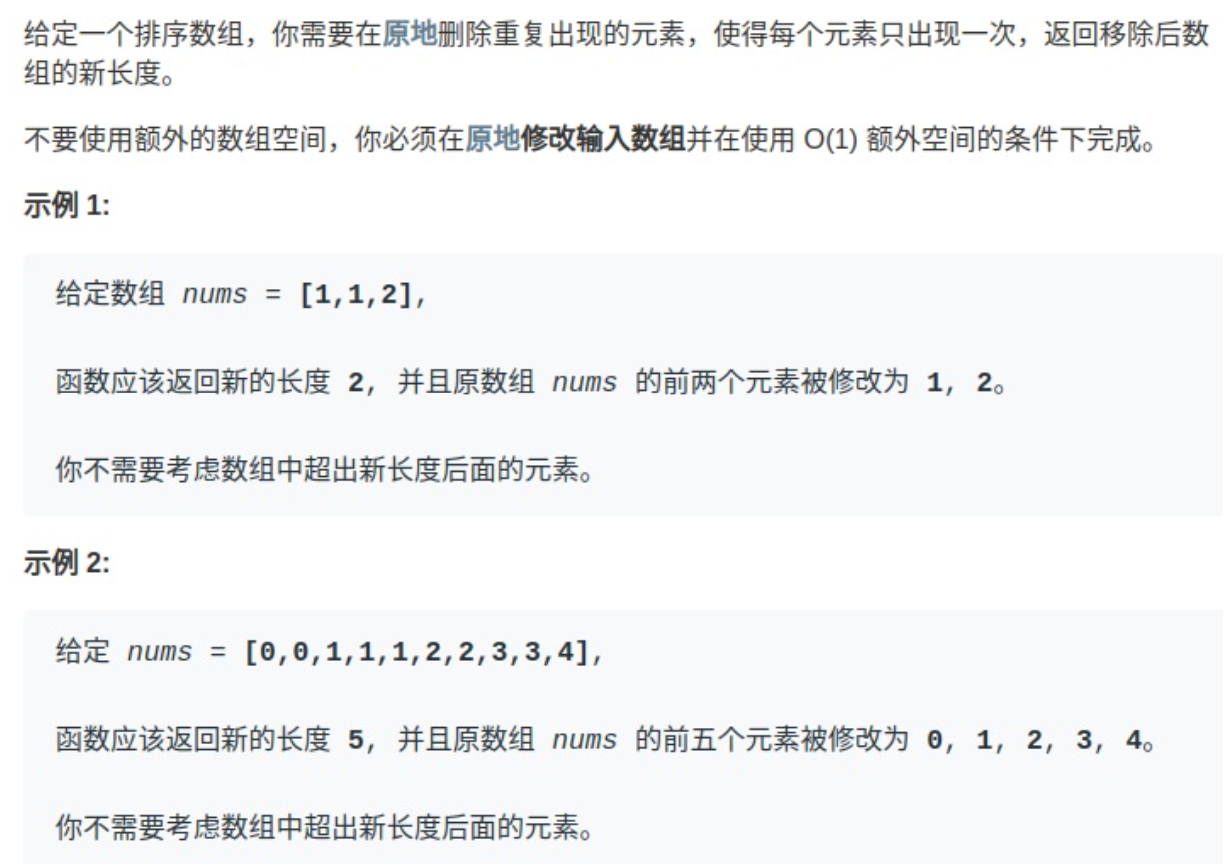 给定一个排序数组，你需要在原地删除重复出现的元素，使得每个元素只出现一次，返回移除后数
组的新长度。
不要使用额外的数组空间，你必须在原地修改输入数组并在使用 O(1) 额外空间的条件下完成。
示例 1:
给定数组 nums = [1,1,2],
函数应该返回新的长度 2, 并且原数组 nums 的前两个元素被修改为 1, 2。
你不需要考虑数组中超出新长度后面的元素。
示例 2:
给定 nums = [0,0,1,1,1,2,2,3,3,4],
函数应该返回新的长度 5, 并且原数组 nums 的前五个元素被修改为 0, 1, 2, 3, 4。
你不需要考虑数组中超出新长度后面的元素。